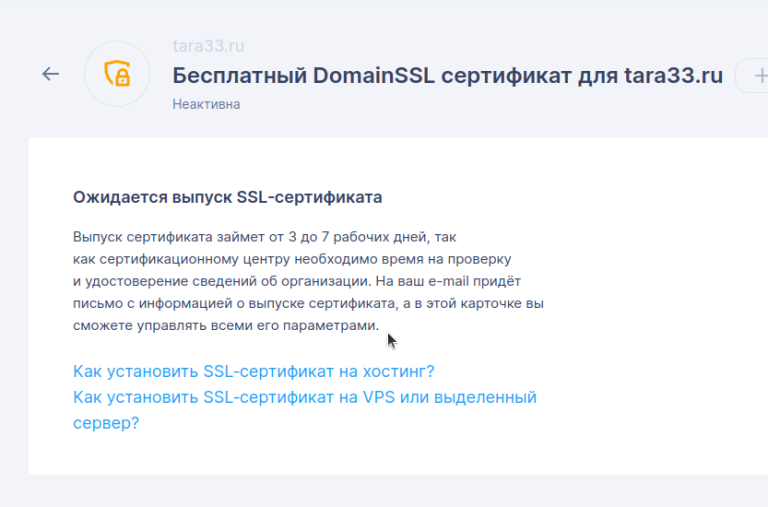 tara33.ru
Бесплатный DomainSSL сертификат для tara33.ru
Неактивна
Ожидается выпуск SSL-сертификата
Выпуск сертификата займет от 3 до 7 рабочих дней, так
как сертификационному центру необходимо время на проверку
и удостоверение сведений об организации. На ваш e-mail придёт
письмо с информацией о выпуске сертификата, а в этой карточке вы
сможете управлять всеми его параметрами.
Как установить SSL-сертификат на хостинг?
Как установить SSL-сертификат на VPS или выделенный
сервер?